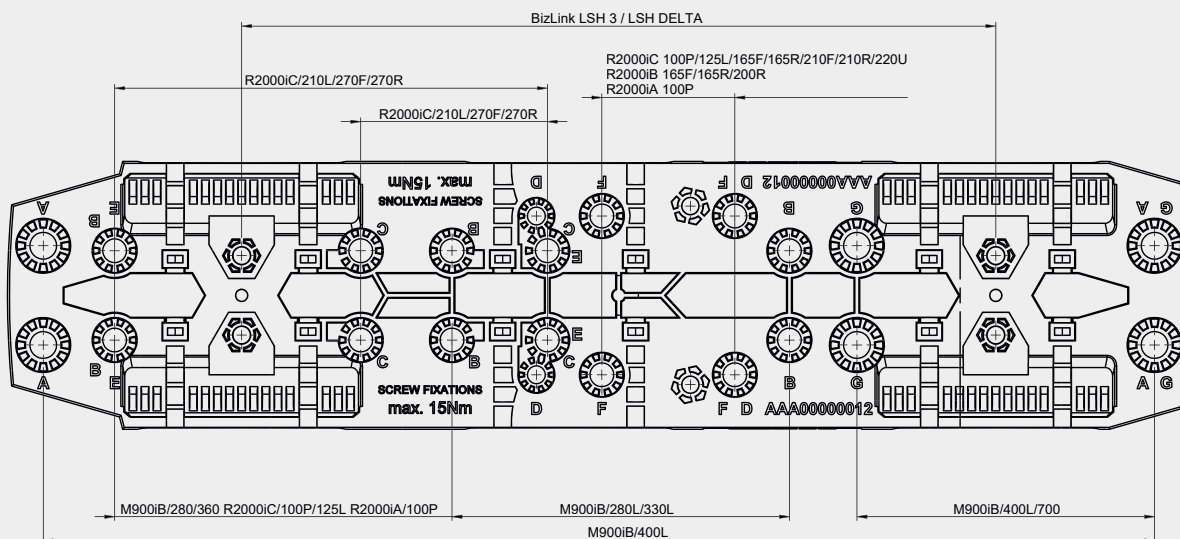 BizLink LSH 3 / LSH DELTA
R2000iC 100P/125L/165F/165R/210F/210R/220U
R2000iB 165F/165R/200R
R2000iA 100P
R2000iC/210L/270F/270R
R2000iC/210L/270F/270R
max. 15Nm
SCREW FIXATIONS
D F F D AAA00000012
A B E C B C E B G A G
A B E C B E C B G A G
SCREW FIXATIONS
max. 15Nm
D F F D AAA00000012
M900iB/280/360 R2000iC/100P/125L R2000iA/100P
M900iB/280L/330L
M900iB/400L/700
M900iB/400L